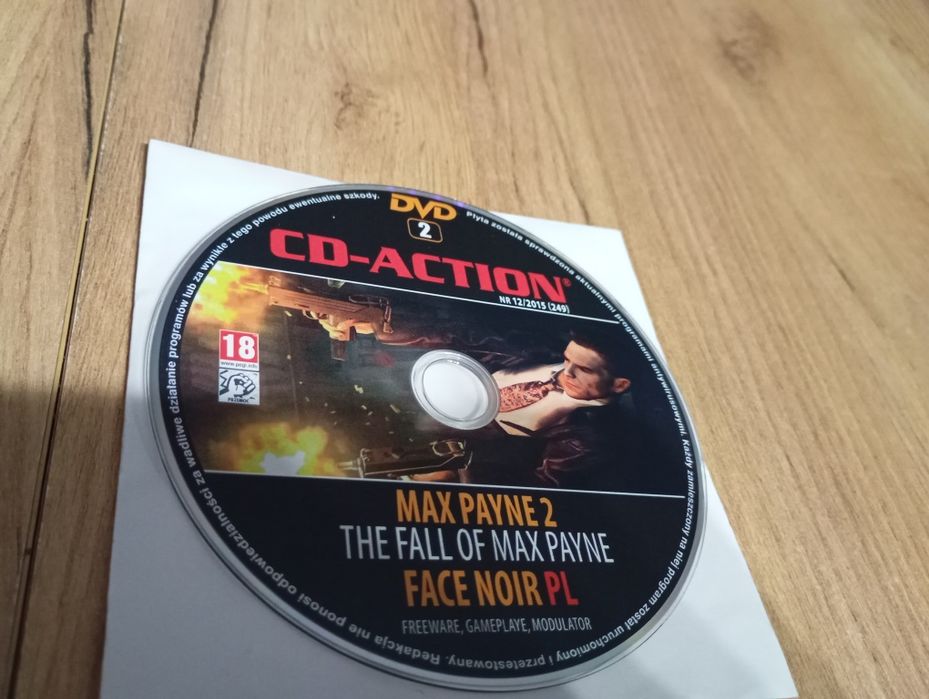 DVD
2
CD-ACTION®
NR 12/2015 (249)
18
www.pegi.info
PRZEMOC
MAX PAYNE 2
THE FALL OF MAX PAYNE
FACE NOIR PL
FREEWARE, GAMEPLAYE, MODULATOR
Płyta została sprawdzona aktualnymi programami antywirusowymi. Każdy zamieszczony na niej program został uruchomiony i przetestowany. Redakcja nie ponosi odpowiedzialności za wadliwe działanie programów lub za wynikłe z tego powodu ewentualne szkody.